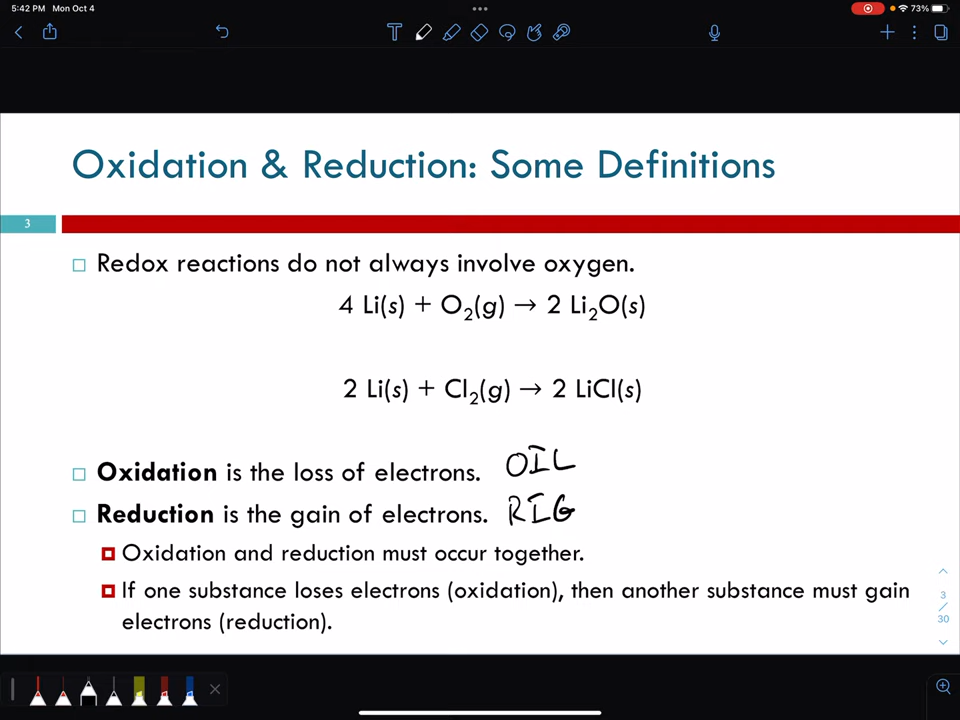 5:42 PM Mon Oct 4
73%
Oxidation & Reduction: Some Definitions
3
Redox reactions do not always involve oxygen.
4 Li(s) + O₂(g) → 2 Li₂O(s)
2 Li(s) + Cl₂(g) → 2 LiCl(s)
Oxidation is the loss of electrons. OIL
Reduction is the gain of electrons. RIG
Oxidation and reduction must occur together.
If one substance loses electrons (oxidation), then another substance must gain
electrons (reduction).
3
/
30